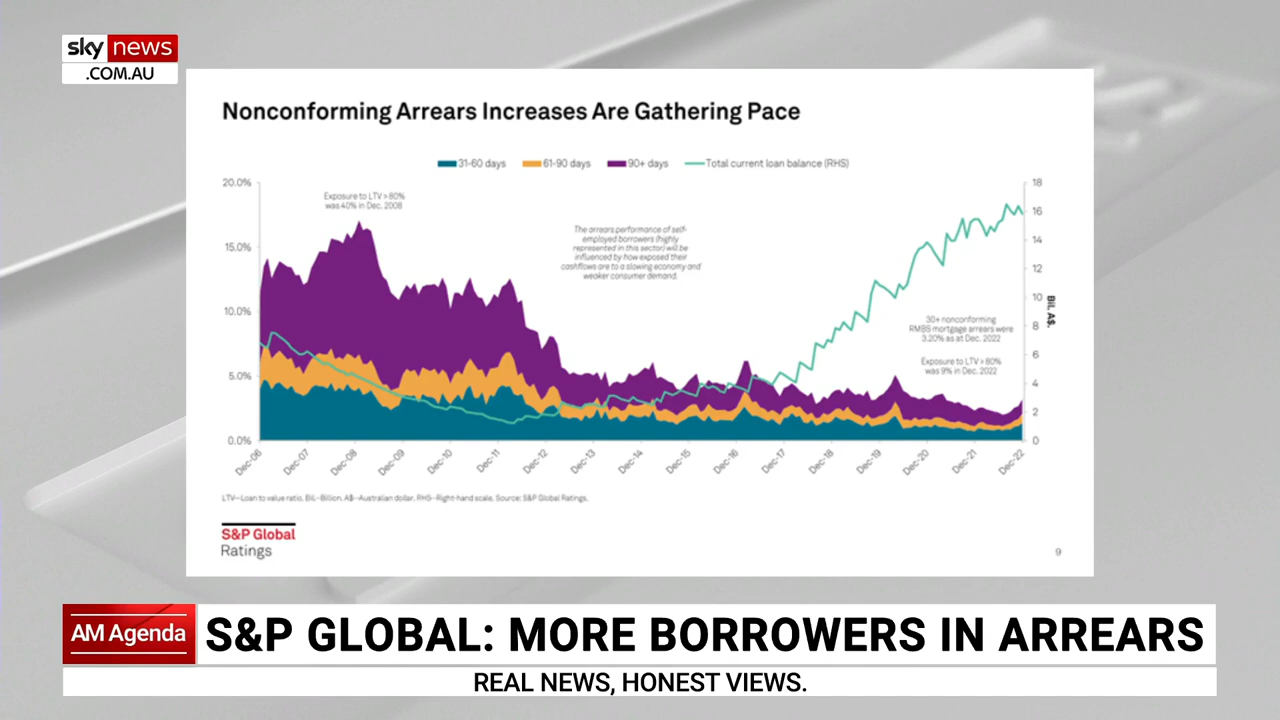 sky news
.COM.AU
Nonconforming Arrears Increases Are Gathering Pace
31-60 days 61-90 days 90+ days Total current loan balance (RHS)
20.0%
15.0%
10.0%
5.0%
0.0%
Exposure to LTV > 80%
was 40% in Dec. 2008
The arrears performance of self-
employed borrowers (highly
represented in this sector) will be
influenced by how exposed their
cashflows are to a slowing economy and
weaker consumer demand.
18
16
14
12
10
8
6
4
2
0
Bil. A$.
30+ nonconforming
RMBS mortgage arrears were
3.20% as at Dec. 2022
Exposure to LTV > 80%
was 9% in Dec. 2022
Dec-06 Dec-07 Dec-08 Dec-09 Dec-10 Dec-11 Dec-12 Dec-13 Dec-14 Dec-15 Dec-16 Dec-17 Dec-18 Dec-19 Dec-20 Dec-21 Dec-22
LTV--Loan to value ratio. Bil.--Billion. A$--Australian dollar. RHS--Right-hand scale. Source: S&P Global Ratings.
S&P Global
Ratings
9
AM Agenda
S&P GLOBAL: MORE BORROWERS IN ARREARS
REAL NEWS, HONEST VIEWS.